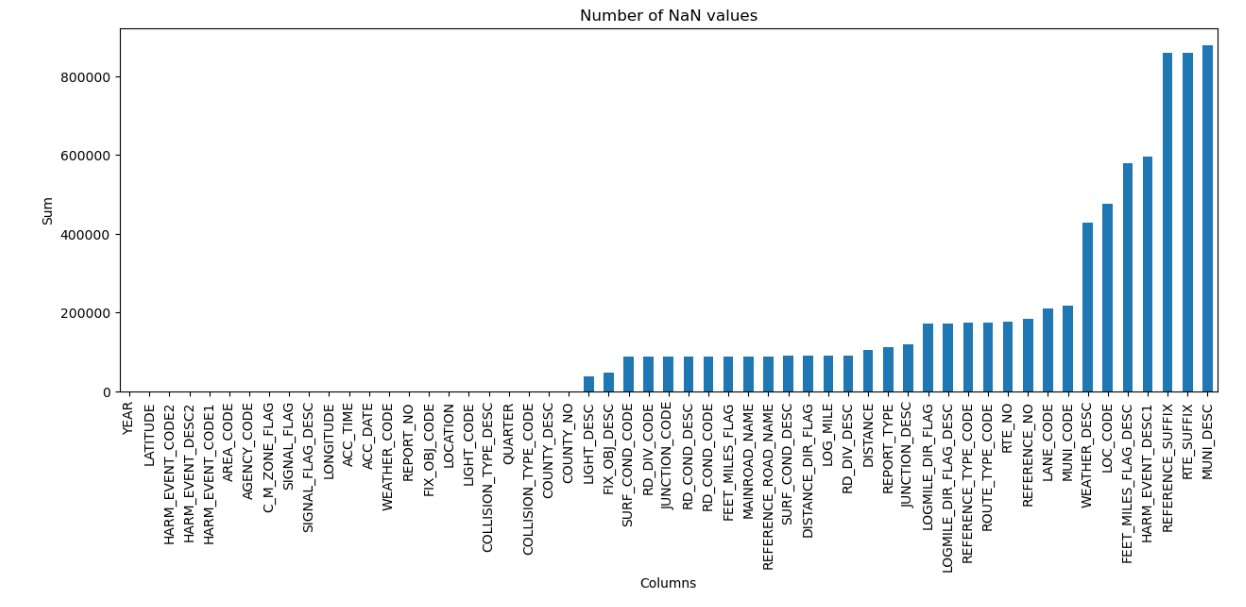 Number of NaN values
Sum
800000
600000
400000
200000
0
YEAR
LATITUDE
HARM_EVENT_CODE2
HARM_EVENT_DESC2
HARM_EVENT_CODE1
AREA_CODE
AGENCY_CODE
C_M_ZONE_FLAG
SIGNAL_FLAG
SIGNAL_FLAG_DESC
LONGITUDE
ACC_TIME
ACC_DATE
WEATHER_CODE
REPORT_NO
FIX_OBJ_CODE
LOCATION
LIGHT_CODE
COLLISION_TYPE_DESC
QUARTER
COLLISION_TYPE_CODE
COUNTY_DESC
COUNTY_NO
LIGHT_DESC
FIX_OBJ_DESC
SURF_COND_CODE
RD_DIV_CODE
JUNCTION_CODE
RD_COND_DESC
RD_COND_CODE
FEET_MILES_FLAG
MAINROAD_NAME
REFERENCE_ROAD_NAME
SURF_COND_DESC
DISTANCE_DIR_FLAG
LOG_MILE
RD_DIV_DESC
DISTANCE
REPORT_TYPE
JUNCTION_DESC
LOGMILE_DIR_FLAG
LOGMILE_DIR_FLAG_DESC
REFERENCE_TYPE_CODE
ROUTE_TYPE_CODE
RTE_NO
REFERENCE_NO
LANE_CODE
MUNI_CODE
WEATHER_DESC
LOC_CODE
FEET_MILES_FLAG_DESC
HARM_EVENT_DESC1
REFERENCE_SUFFIX
RTE_SUFFIX
MUNI_DESC
Columns